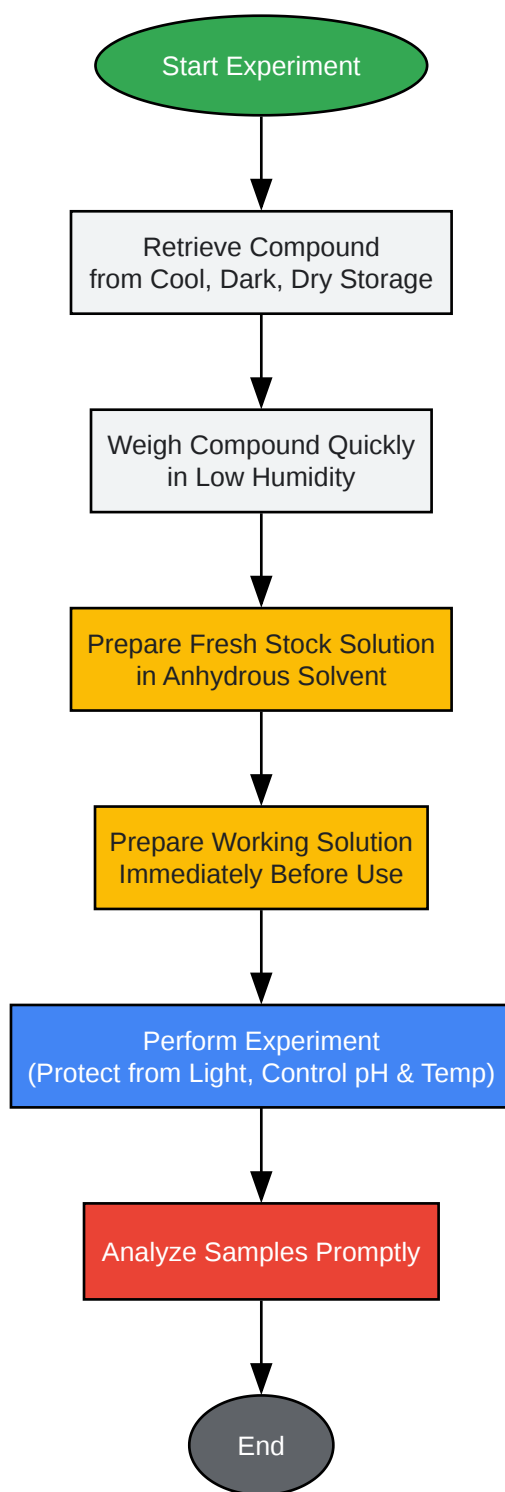 Start Experiment
Retrieve Compound
from Cool, Dark, Dry Storage
Weigh Compound Quickly
in Low Humidity
Prepare Fresh Stock Solution
in Anhydrous Solvent
Prepare Working Solution
Immediately Before Use
Perform Experiment
(Protect from Light, Control pH & Temp)
Analyze Samples Promptly
End